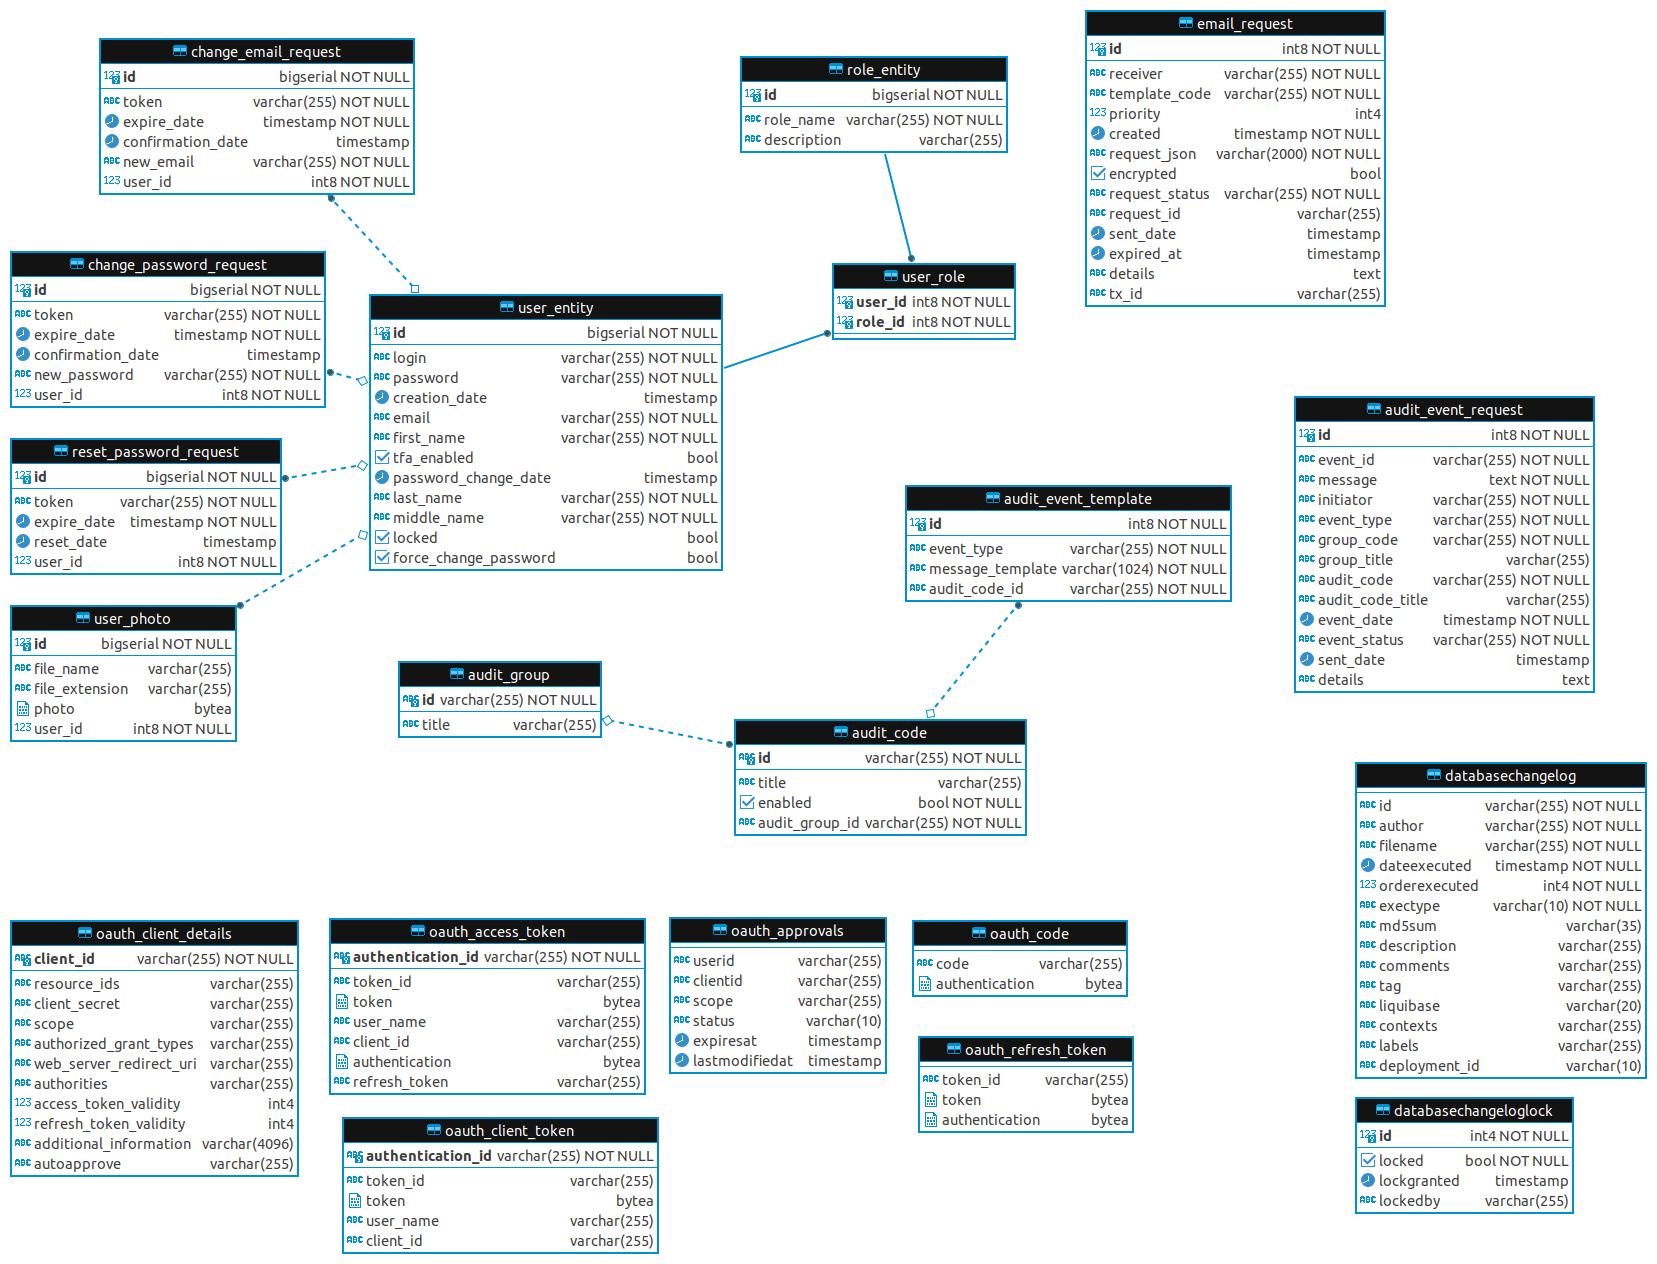 change_email_request
id bigserial NOT NULL
token varchar(255) NOT NULL
expire_date timestamp NOT NULL
confirmation_date timestamp
new_email varchar(255) NOT NULL
user_id int8 NOT NULL
role_entity
id bigserial NOT NULL
role_name varchar(255) NOT NULL
description varchar(255)
email_request
id int8 NOT NULL
receiver varchar(255) NOT NULL
template_code varchar(255) NOT NULL
priority int4
created timestamp NOT NULL
request_json varchar(2000) NOT NULL
encrypted bool
request_status varchar(255) NOT NULL
request_id varchar(255)
sent_date timestamp
expired_at timestamp
details text
tx_id varchar(255)
change_password_request
id bigserial NOT NULL
token varchar(255) NOT NULL
expire_date timestamp NOT NULL
confirmation_date timestamp
new_password varchar(255) NOT NULL
user_id int8 NOT NULL
user_entity
id bigserial NOT NULL
login varchar(255) NOT NULL
password varchar(255) NOT NULL
creation_date timestamp
email varchar(255) NOT NULL
first_name varchar(255) NOT NULL
tfa_enabled bool
password_change_date timestamp
last_name varchar(255) NOT NULL
middle_name varchar(255) NOT NULL
locked bool
force_change_password bool
user_role
user_id int8 NOT NULL
role_id int8 NOT NULL
reset_password_request
id bigserial NOT NULL
token varchar(255) NOT NULL
expire_date timestamp NOT NULL
reset_date timestamp
user_id int8 NOT NULL
audit_event_request
id int8 NOT NULL
event_id varchar(255) NOT NULL
message text NOT NULL
initiator varchar(255) NOT NULL
event_type varchar(255) NOT NULL
group_code varchar(255) NOT NULL
group_title varchar(255)
audit_code varchar(255) NOT NULL
audit_code_title varchar(255)
event_date timestamp NOT NULL
event_status varchar(255) NOT NULL
sent_date timestamp
details text
audit_event_template
id int8 NOT NULL
event_type varchar(255) NOT NULL
message_template varchar(1024) NOT NULL
audit_code_id varchar(255) NOT NULL
user_photo
id bigserial NOT NULL
file_name varchar(255)
file_extension varchar(255)
photo bytea
user_id int8 NOT NULL
audit_group
id varchar(255) NOT NULL
title varchar(255)
audit_code
id varchar(255) NOT NULL
title varchar(255)
enabled bool NOT NULL
audit_group_id varchar(255) NOT NULL
databasechangelog
id varchar(255) NOT NULL
author varchar(255) NOT NULL
filename varchar(255) NOT NULL
dateexecuted timestamp NOT NULL
orderexecuted int4 NOT NULL
exectype varchar(10) NOT NULL
md5sum varchar(35)
description varchar(255)
comments varchar(255)
tag varchar(255)
liquibase varchar(20)
contexts varchar(255)
labels varchar(255)
deployment_id varchar(10)
oauth_client_details
client_id varchar(255) NOT NULL
resource_ids varchar(255)
client_secret varchar(255)
scope varchar(255)
authorized_grant_types varchar(255)
web_server_redirect_uri varchar(255)
authorities varchar(255)
access_token_validity int4
refresh_token_validity int4
additional_information varchar(4096)
autoapprove varchar(255)
oauth_access_token
authentication_id varchar(255) NOT NULL
token_id varchar(255)
token bytea
user_name varchar(255)
client_id varchar(255)
authentication bytea
refresh_token varchar(255)
oauth_approvals
userid varchar(255)
clientid varchar(255)
scope varchar(255)
status varchar(10)
expiresat timestamp
lastmodifiedat timestamp
oauth_code
code varchar(255)
authentication bytea
oauth_refresh_token
token_id varchar(255)
token bytea
authentication bytea
oauth_client_token
authentication_id varchar(255) NOT NULL
token_id varchar(255)
token bytea
user_name varchar(255)
client_id varchar(255)
databasechangeloglock
id int4 NOT NULL
locked bool NOT NULL
lockgranted timestamp
lockedby varchar(255)